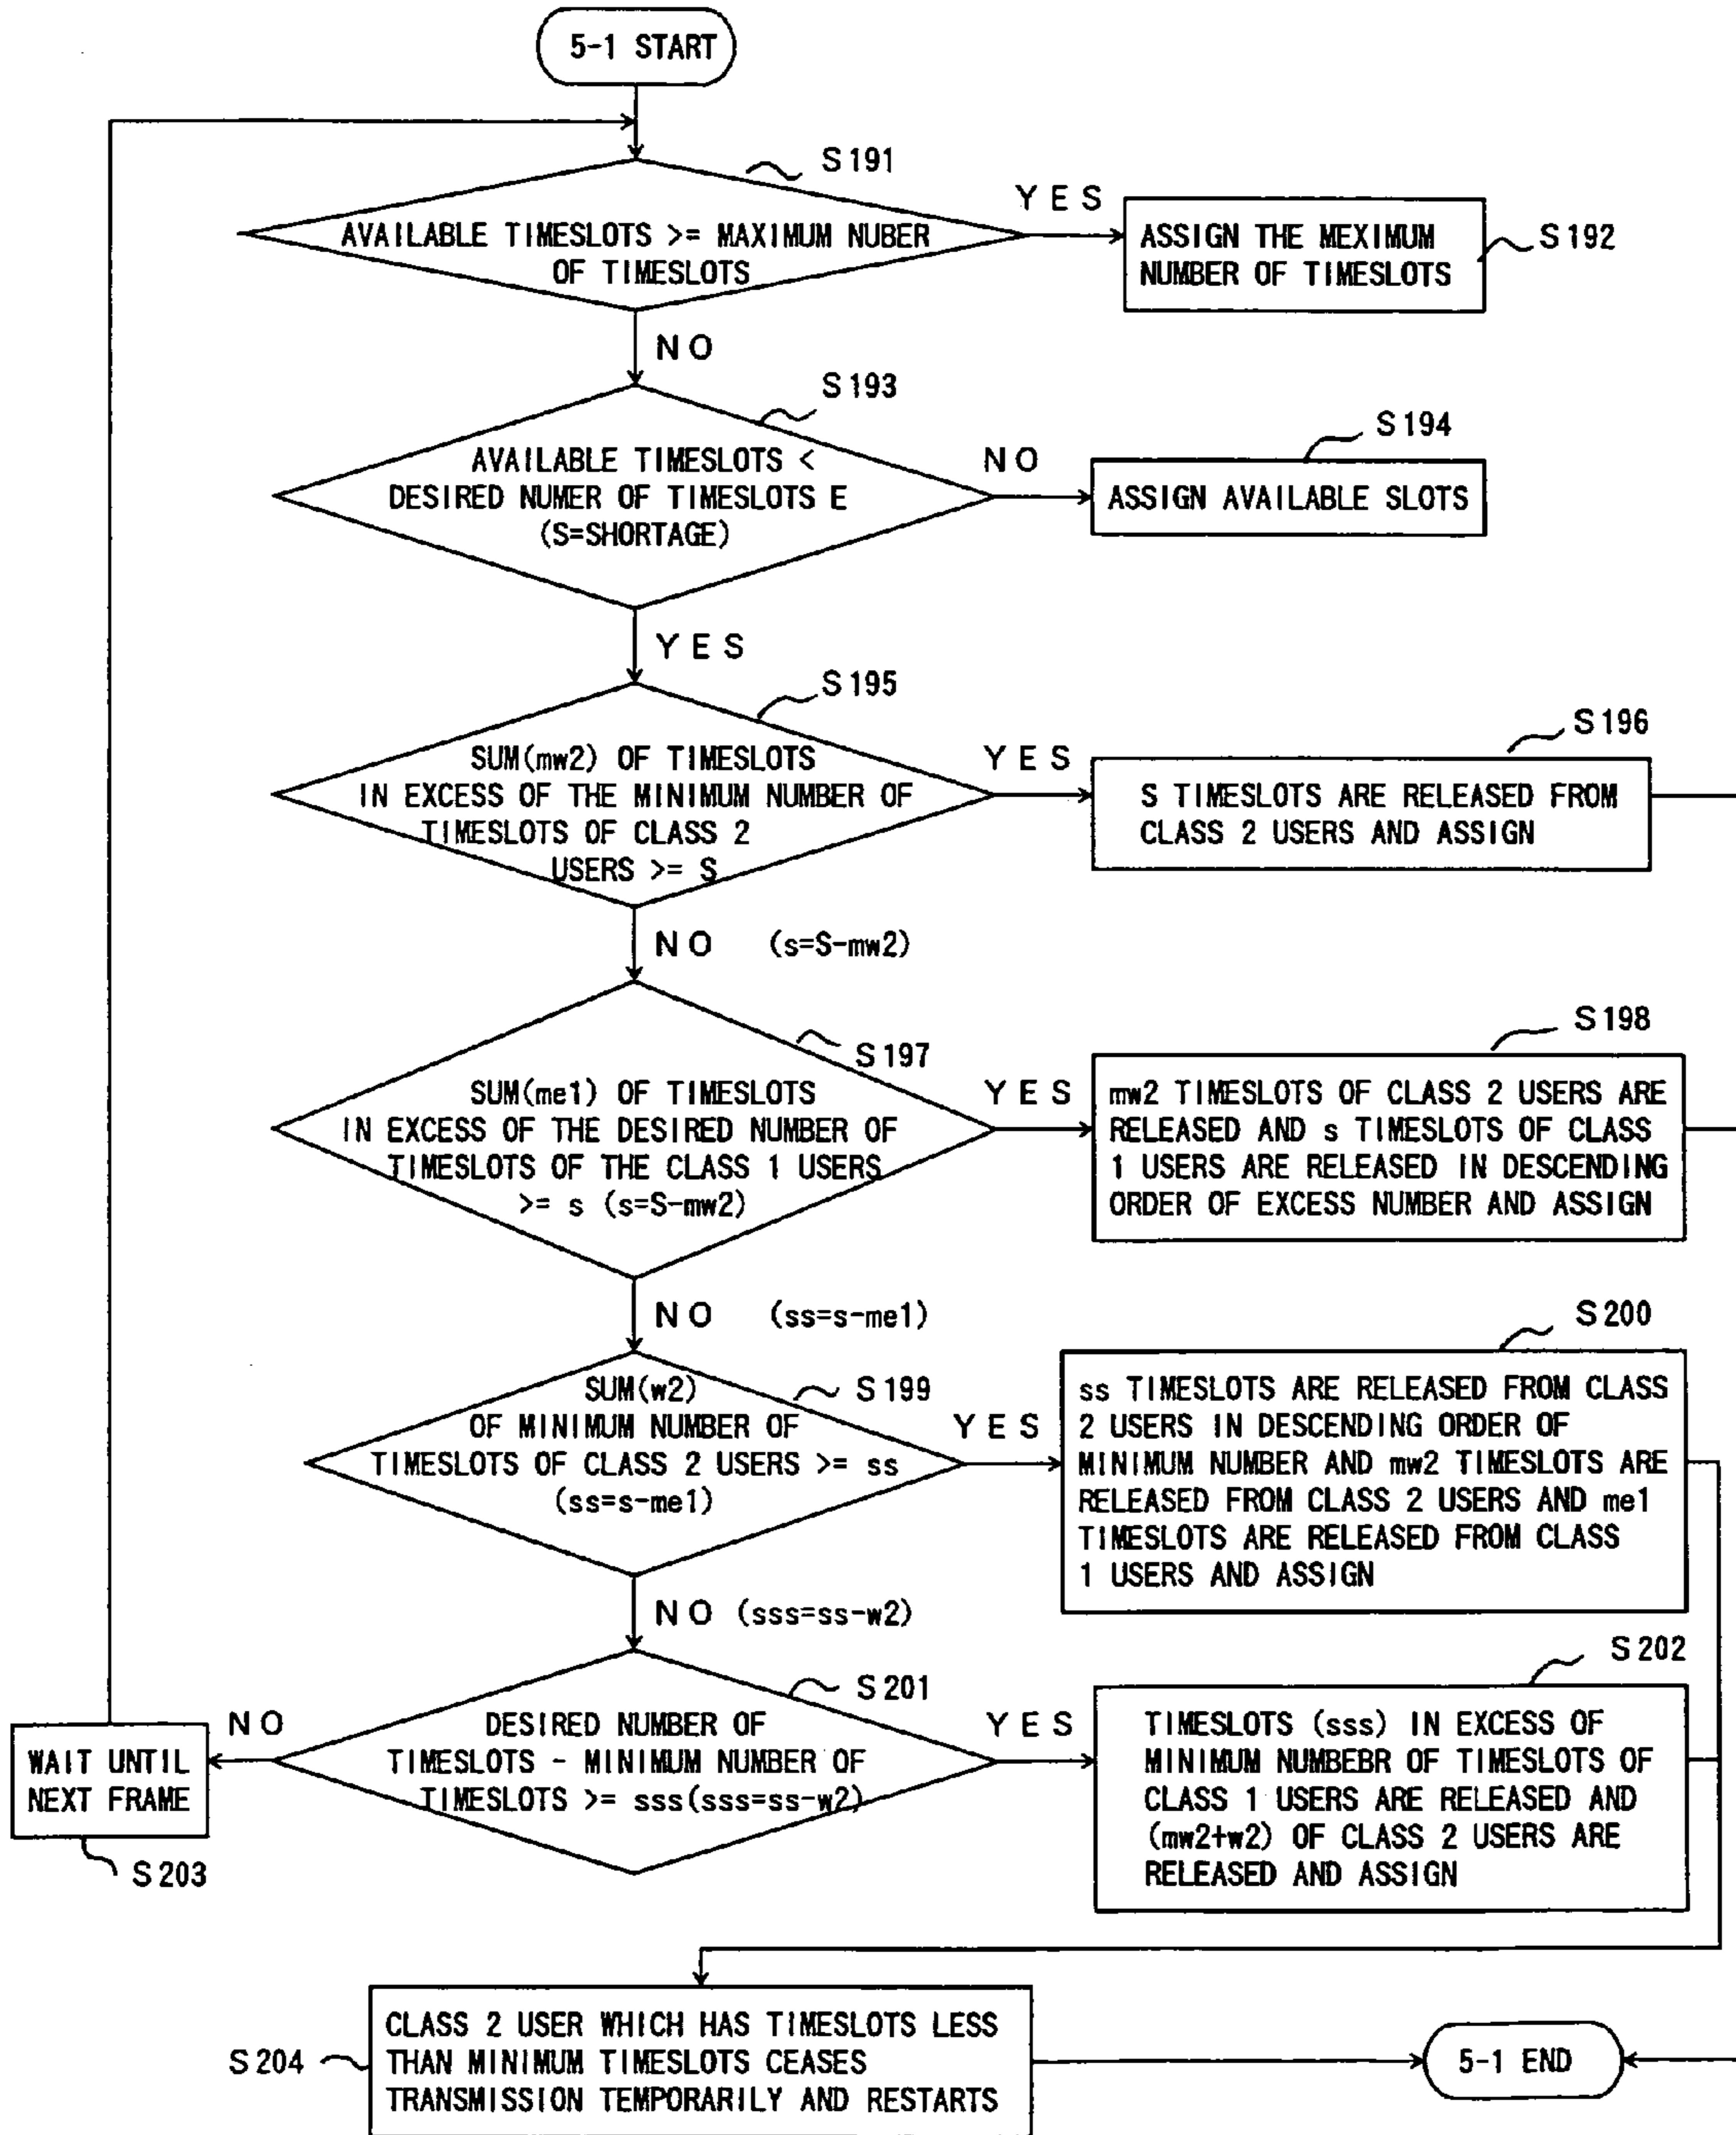 5-1 START
S191
AVAILABLE TIMESLOTS >= MAXIMUM NUBER
OF TIMESLOTS
YES
ASSIGN THE MEXIMUM
NUMBER OF TIMESLOTS
S192
NO
S193
AVAILABLE TIMESLOTS <
DESIRED NUMER OF TIMESLOTS E
(S=SHORTAGE)
NO
S194
ASSIGN AVAILABLE SLOTS
YES
S195
SUM(mw2) OF TIMESLOTS
IN EXCESS OF THE MINIMUM NUMBER OF
TIMESLOTS OF CLASS 2
USERS >= S
YES
S196
S TIMESLOTS ARE RELEASED FROM
CLASS 2 USERS AND ASSIGN
NO (s=S-mw2)
S197
SUM(me1) OF TIMESLOTS
IN EXCESS OF THE DESIRED NUMBER OF
TIMESLOTS OF THE CLASS 1 USERS
>= s (s=S-mw2)
YES
S198
mw2 TIMESLOTS OF CLASS 2 USERS ARE
RELEASED AND s TIMESLOTS OF CLASS
1 USERS ARE RELEASED IN DESCENDING
ORDER OF EXCESS NUMBER AND ASSIGN
NO (ss=s-me1)
S199
SUM(w2)
OF MINIMUM NUMBER OF
TIMESLOTS OF CLASS 2 USERS >= ss
(ss=s-me1)
YES
S200
ss TIMESLOTS ARE RELEASED FROM CLASS
2 USERS IN DESCENDING ORDER OF
MINIMUM NUMBER AND mw2 TIMESLOTS ARE
RELEASED FROM CLASS 2 USERS AND me1
TIMESLOTS ARE RELEASED FROM CLASS
1 USERS AND ASSIGN
NO (sss=ss-w2)
S201
DESIRED NUMBER OF
TIMESLOTS - MINIMUM NUMBER OF
TIMESLOTS >= sss(sss=ss-w2)
YES
S202
TIMESLOTS (sss) IN EXCESS OF
MINIMUM NUMBEBR OF TIMESLOTS OF
CLASS 1 USERS ARE RELEASED AND
(mw2+w2) OF CLASS 2 USERS ARE
RELEASED AND ASSIGN
NO
WAIT UNTIL
NEXT FRAME
S203
S204
CLASS 2 USER WHICH HAS TIMESLOTS LESS
THAN MINIMUM TIMESLOTS CEASES
TRANSMISSION TEMPORARILY AND RESTARTS
5-1 END